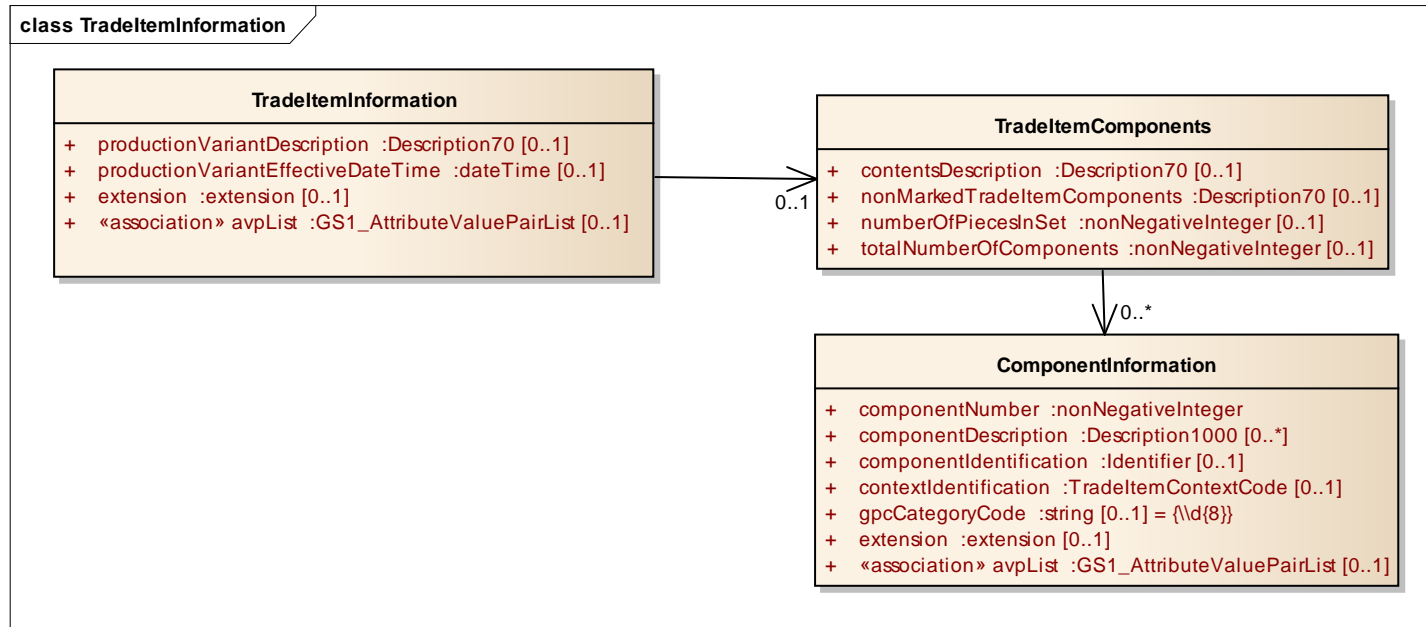 class TradeItemInformation
TradeItemInformation
+ productionVariantDescription :Description70 [0..1]
+ productionVariantEffectiveDateTime :dateTime [0..1]
+ extension :extension [0..1]
+ «association» avpList :GS1_AttributeValuePairList [0..1]
0..1
TradeItemComponents
+ contentsDescription :Description70 [0..1]
+ nonMarkedTradeItemComponents :Description70 [0..1]
+ numberOfPiecesInSet :nonNegativeInteger [0..1]
+ totalNumberOfComponents :nonNegativeInteger [0..1]
0..*
ComponentInformation
+ componentNumber :nonNegativeInteger
+ componentDescription :Description1000 [0..*]
+ componentIdentification :Identifier [0..1]
+ contextIdentification :TradeItemContextCode [0..1]
+ gpcCategoryCode :string [0..1] = {\\d{8}}
+ extension :extension [0..1]
+ «association» avpList :GS1_AttributeValuePairList [0..1]